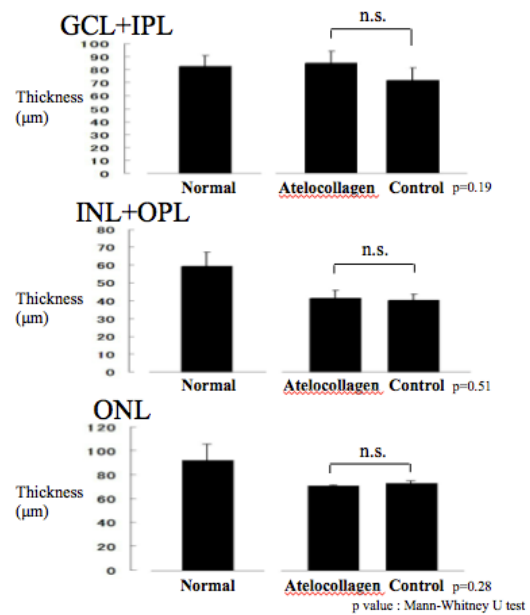 GCL+IPL
n.s.
100
90
80
70
60
50
40
30
20
10
0
Thickness
(μm)
Normal
Atelocollagen Control p=0.19
INL+OPL
n.s.
80
70
60
50
40
30
20
10
0
Thickness
(μm)
Normal
Atelocollagen Control p=0.51
ONL
n.s.
120
100
80
60
40
20
0
Thickness
(μm)
Normal
Atelocollagen Control p=0.28
p value : Mann-Whitney U test